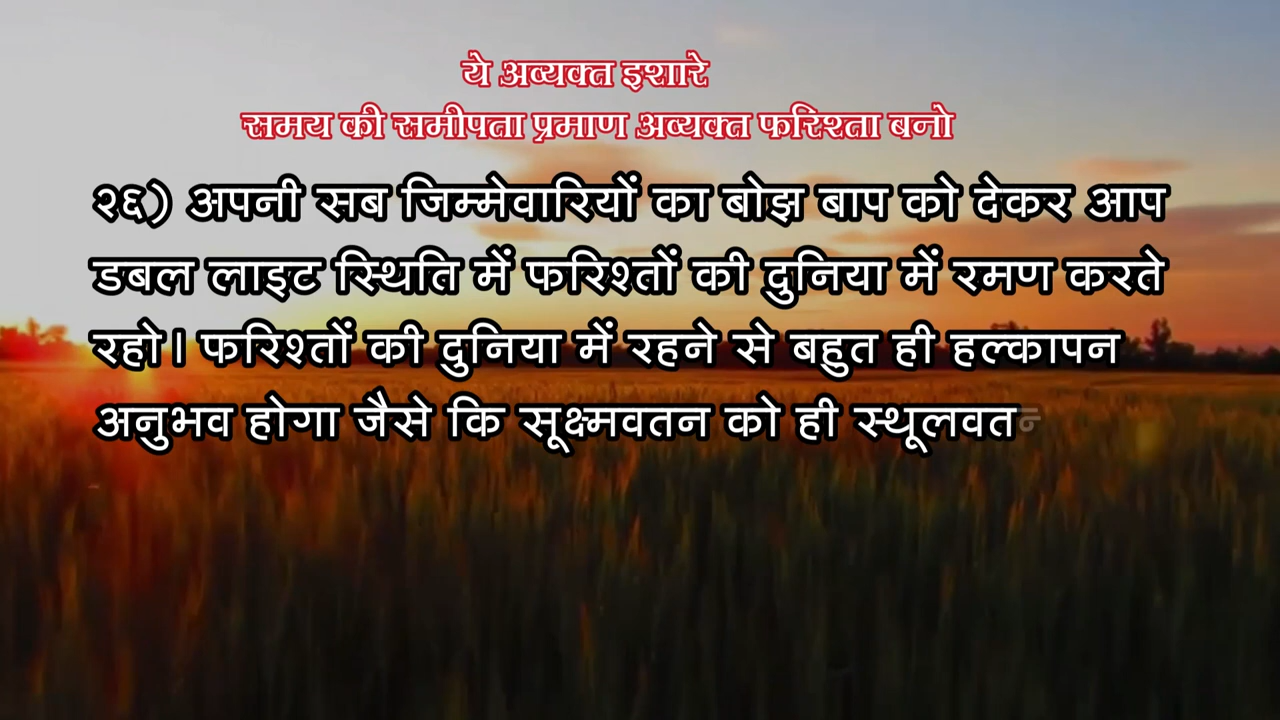 ये अव्यक्त इशारे
समय की समीपता प्रमाण अव्यक्त फरिश्ता बनो
२६) अपनी सब जिम्मेवारियों का बोझ बाप को देकर आप
डबल लाइट स्थिति में फरिश्तों की दुनिया में रमण करते
रहो। फरिश्तों की दुनिया में रहने से बहुत ही हल्कापन
अनुभव होगा जैसे कि सूक्ष्मवतन को ही स्थूलवतन